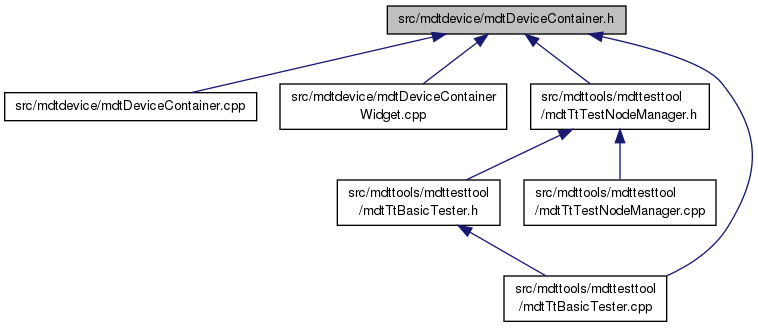 src/mdtdevice/mdtDeviceContainer.h
src/mdtdevice/mdtDeviceContainer.cpp
src/mdtdevice/mdtDeviceContainer
Widget.cpp
src/mdttools/mdttesttool
/mdtTtTestNodeManager.h
src/mdttools/mdttesttool
/mdtTtBasicTester.h
src/mdttools/mdttesttool
/mdtTtTestNodeManager.cpp
src/mdttools/mdttesttool
/mdtTtBasicTester.cpp